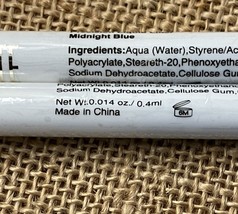 Midnight Blue
Ingredients:Aqua (Water),Styrene/Ac
Polyacrylate,Steareth-20,Phenoxyethan
Sodium Dehydroacetate,Cellulose Gum,
Sodium Dehydroacetate,Cellulose Gum,
Net Wt.0.014 oz./ 0.4ml
Made in China
6M